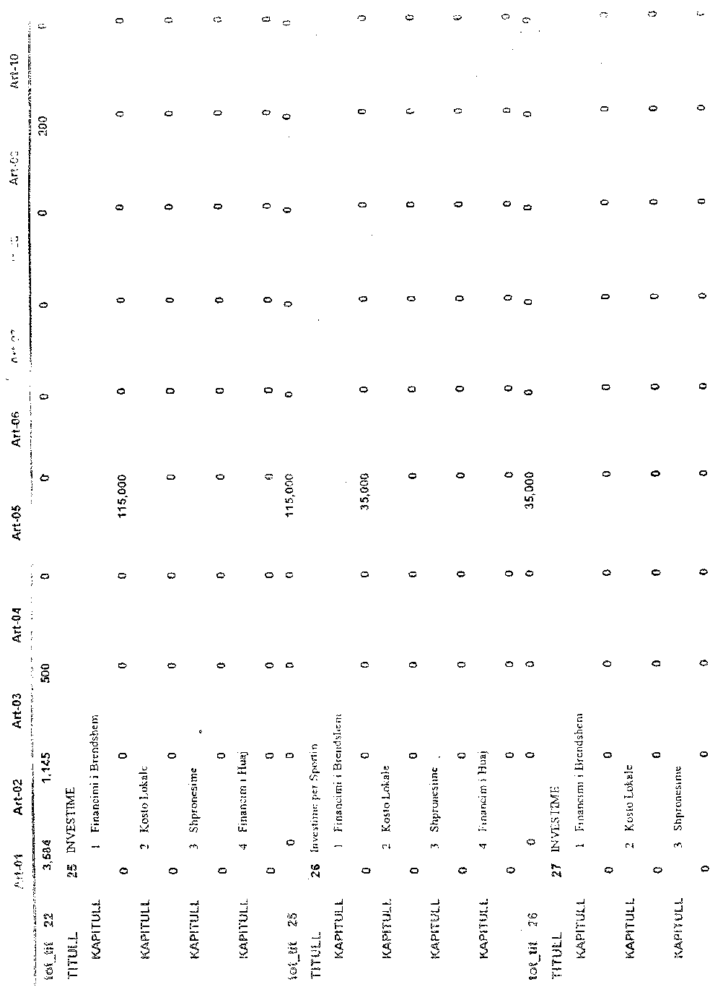 Art-01 Art-02 Art-03 Art-04 Art-05 Art-06 Art-10
tot_tit 22 3,584 1,145 500 0 0 0 0 0 200 0
TITULL 25 INVESTIME
KAPITULL 1 Financimi i Brendshem
0 0 0 0 115,000 0 0 0 0 0
KAPITULL 2 Kosto Lokale
0 0 0 0 0 0 0 0 0 0
KAPITULL 3 Shpronesime
0 0 0 0 0 0 0 0 0 0
KAPITULL 4 Financim i Huaj
0 0 0 0 0 0 0 0 0 0
tot_tit 25 0 0 0 0 115,000 0 0 0 0 0
TITULL 26 Investime per Sportin
KAPITULL 1 Financimi i Brendshem
0 0 0 0 35,000 0 0 0 0 0
KAPITULL 2 Kosto Lokale
0 0 0 0 0 0 0 0 0 0
KAPITULL 3 Shpronesime
0 0 0 0 0 0 0 0 0 0
KAPITULL 4 Financim i Huaj
0 0 0 0 0 0 0 0 0 0
tot_tit 26 0 0 0 0 35,000 0 0 0 0 0
TITULL 27 INVESTIME
KAPITULL 1 Financimi i Brendshem
0 0 0 0 0 0 0 0 0 0
KAPITULL 2 Kosto Lokale
0 0 0 0 0 0 0 0 0 0
KAPITULL 3 Shpronesime
0 0 0 0 0 0 0 0 0